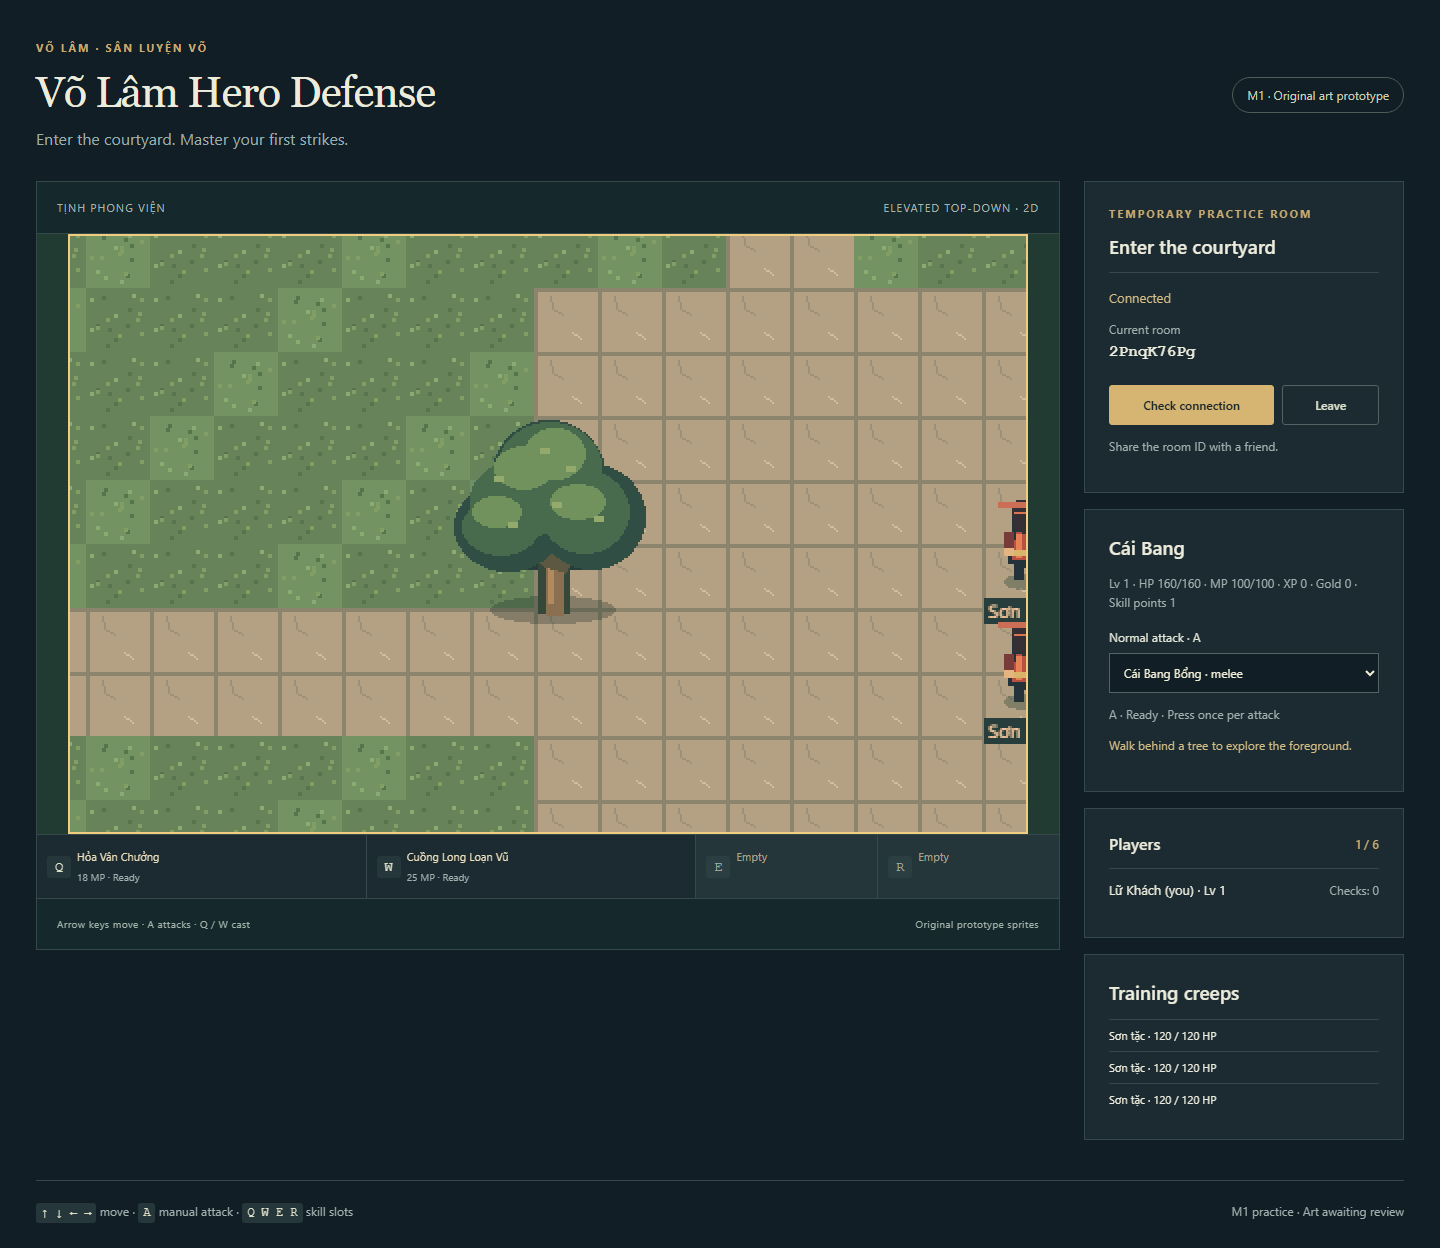 VÕ LÂM · SÂN LUYỆN VÕ
Võ Lâm Hero Defense
M1 · Original art prototype
Enter the courtyard. Master your first strikes.
TỊNH PHONG VIỆN
ELEVATED TOP-DOWN · 2D
Sơn
Sơn
Q Hỏa Vân Chưởng
18 MP · Ready
W Cuồng Long Loạn Vũ
25 MP · Ready
E Empty
R Empty
Arrow keys move · A attacks · Q / W cast
Original prototype sprites
TEMPORARY PRACTICE ROOM
Enter the courtyard
Connected
Current room
2PnqK76Pg
Check connection
Leave
Share the room ID with a friend.
Cái Bang
Lv 1 · HP 160/160 · MP 100/100 · XP 0 · Gold 0 ·
Skill points 1
Normal attack · A
Cái Bang Bổng · melee
A · Ready · Press once per attack
Walk behind a tree to explore the foreground.
Players
1 / 6
Lữ Khách (you) · Lv 1
Checks: 0
Training creeps
Sơn tặc · 120 / 120 HP
Sơn tặc · 120 / 120 HP
Sơn tặc · 120 / 120 HP
↑ ↓ ← → move · A manual attack · Q W E R skill slots
M1 practice · Art awaiting review